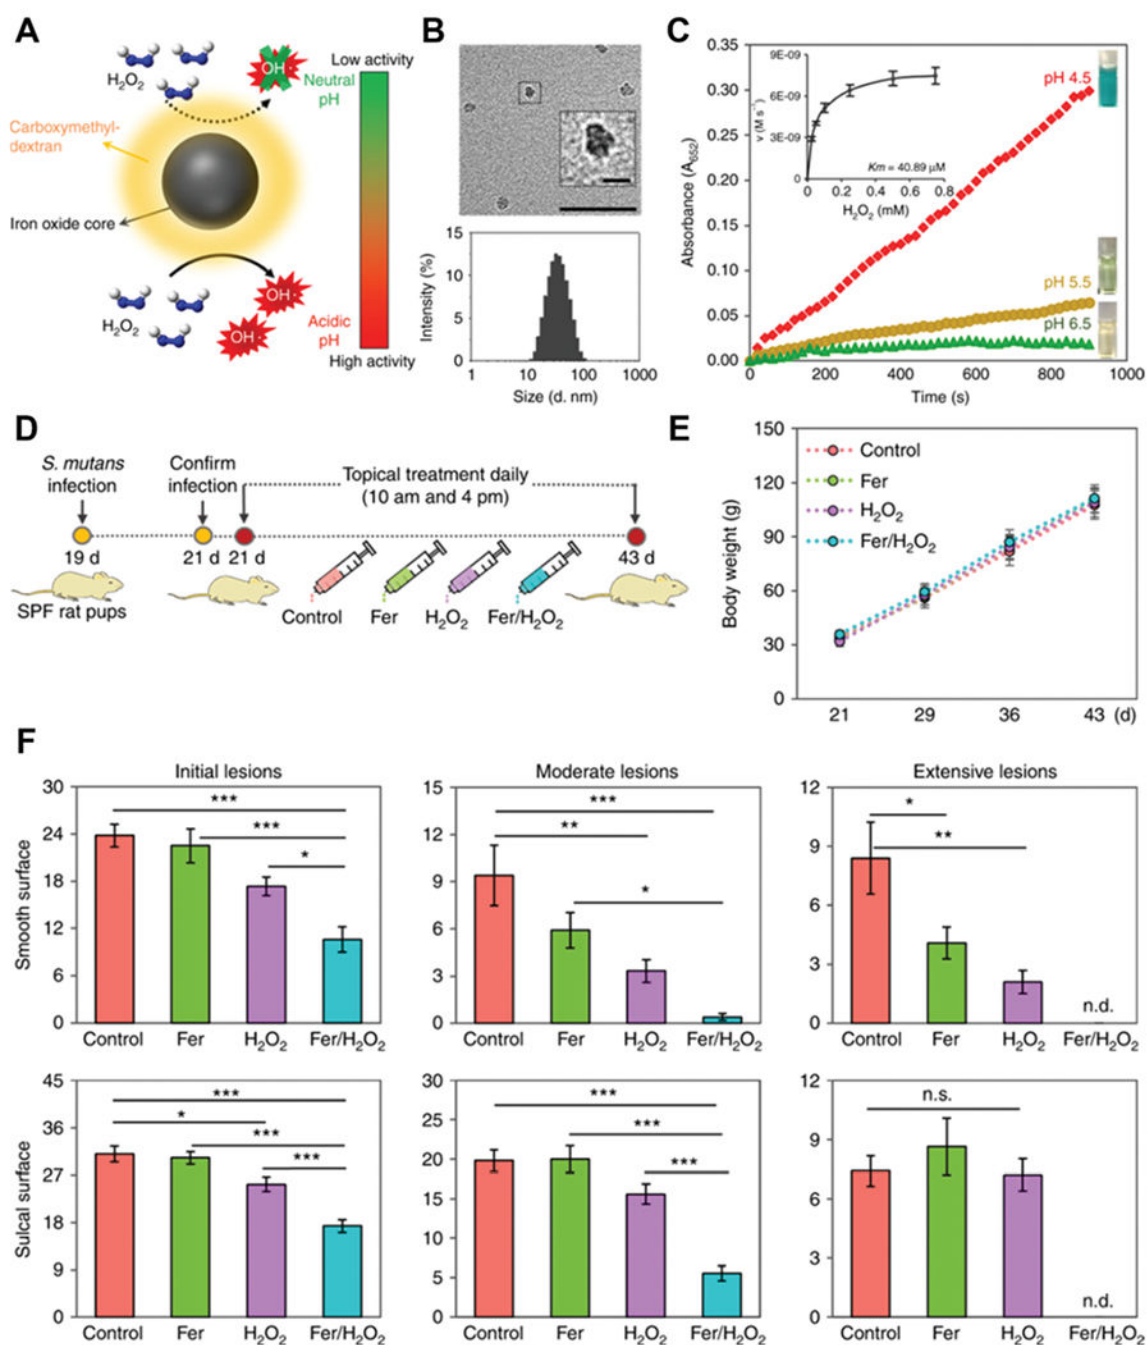 A
H₂O₂
OH·
Low activity
Neutral
pH
Carboxymethyl-
dextran
Iron oxide core
H₂O₂
OH·
OH·
OH·
Acidic
pH
High activity
B
Intensity (%)
15
10
5
0
1 10 100 1000
Size (d. nm)
C
Absorbance (A₆₅₂)
0.35
0.30
0.25
0.20
0.15
0.10
0.05
0.00
0 200 400 600 800 1000
Time (s)
v (M s⁻¹)
9E-09
6E-09
3E-09
0
0 0.2 0.4 0.6 0.8
H₂O₂ (mM)
Km = 40.89 μM
pH 4.5
pH 5.5
pH 6.5
D
S. mutans
infection
Confirm
infection
Topical treatment daily
(10 am and 4 pm)
19 d 21 d 21 d 43 d
SPF rat pups
Control Fer H₂O₂ Fer/H₂O₂
E
Body weight (g)
150
120
90
60
30
0
21 29 36 43 (d)
Control
Fer
H₂O₂
Fer/H₂O₂
F
Initial lesions
Smooth surface
30
24
18
12
6
0
***
***
*
Control Fer H₂O₂ Fer/H₂O₂
Moderate lesions
15
12
9
6
3
0
***
**
*
Control Fer H₂O₂ Fer/H₂O₂
Extensive lesions
12
9
6
3
0
*
**
n.d.
Control Fer H₂O₂ Fer/H₂O₂
Sulcal surface
45
36
27
18
9
0
***
*
***
***
Control Fer H₂O₂ Fer/H₂O₂
30
25
20
15
10
5
0
***
***
***
Control Fer H₂O₂ Fer/H₂O₂
12
9
6
3
0
n.s.
n.d.
Control Fer H₂O₂ Fer/H₂O₂